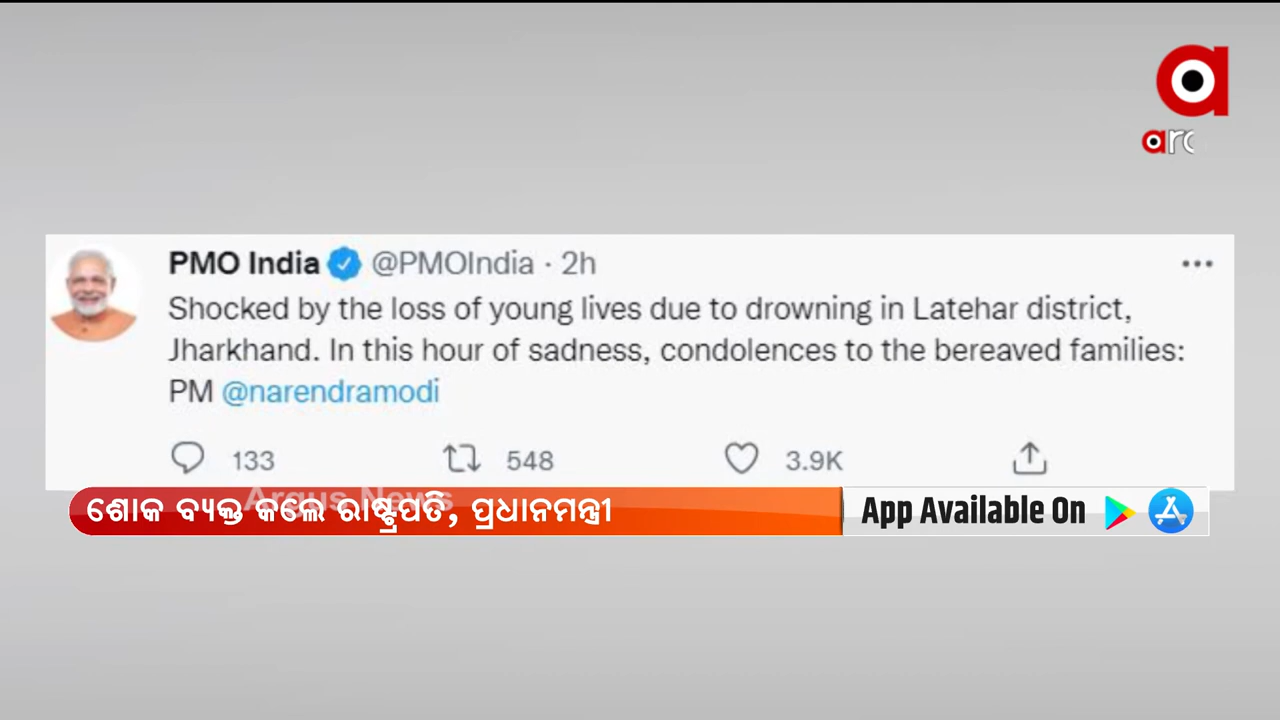 PMO India @PMOIndia · 2h
Shocked by the loss of young lives due to drowning in Latehar district,
Jharkhand. In this hour of sadness, condolences to the bereaved families:
PM @narendramodi
133 548 3.9K
Argus News
ଶୋକ ବ୍ୟକ୍ତ କଲେ ରାଷ୍ଟ୍ରପତି, ପ୍ରଧାନମନ୍ତ୍ରୀ
App Available On